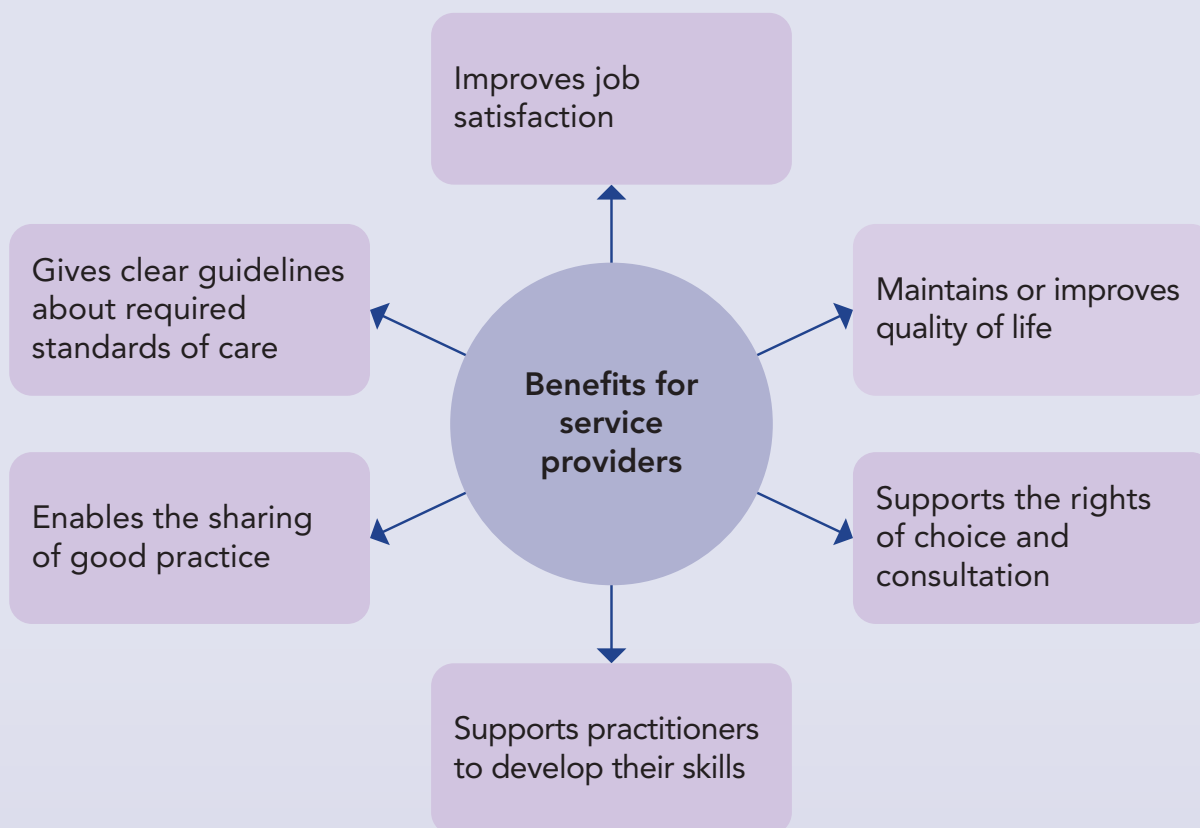 Improves job
satisfaction
Gives clear guidelines
about required
standards of care
Maintains or improves
quality of life
Benefits for
service
providers
Enables the sharing
of good practice
Supports the rights
of choice and
consultation
Supports practitioners
to develop their skills